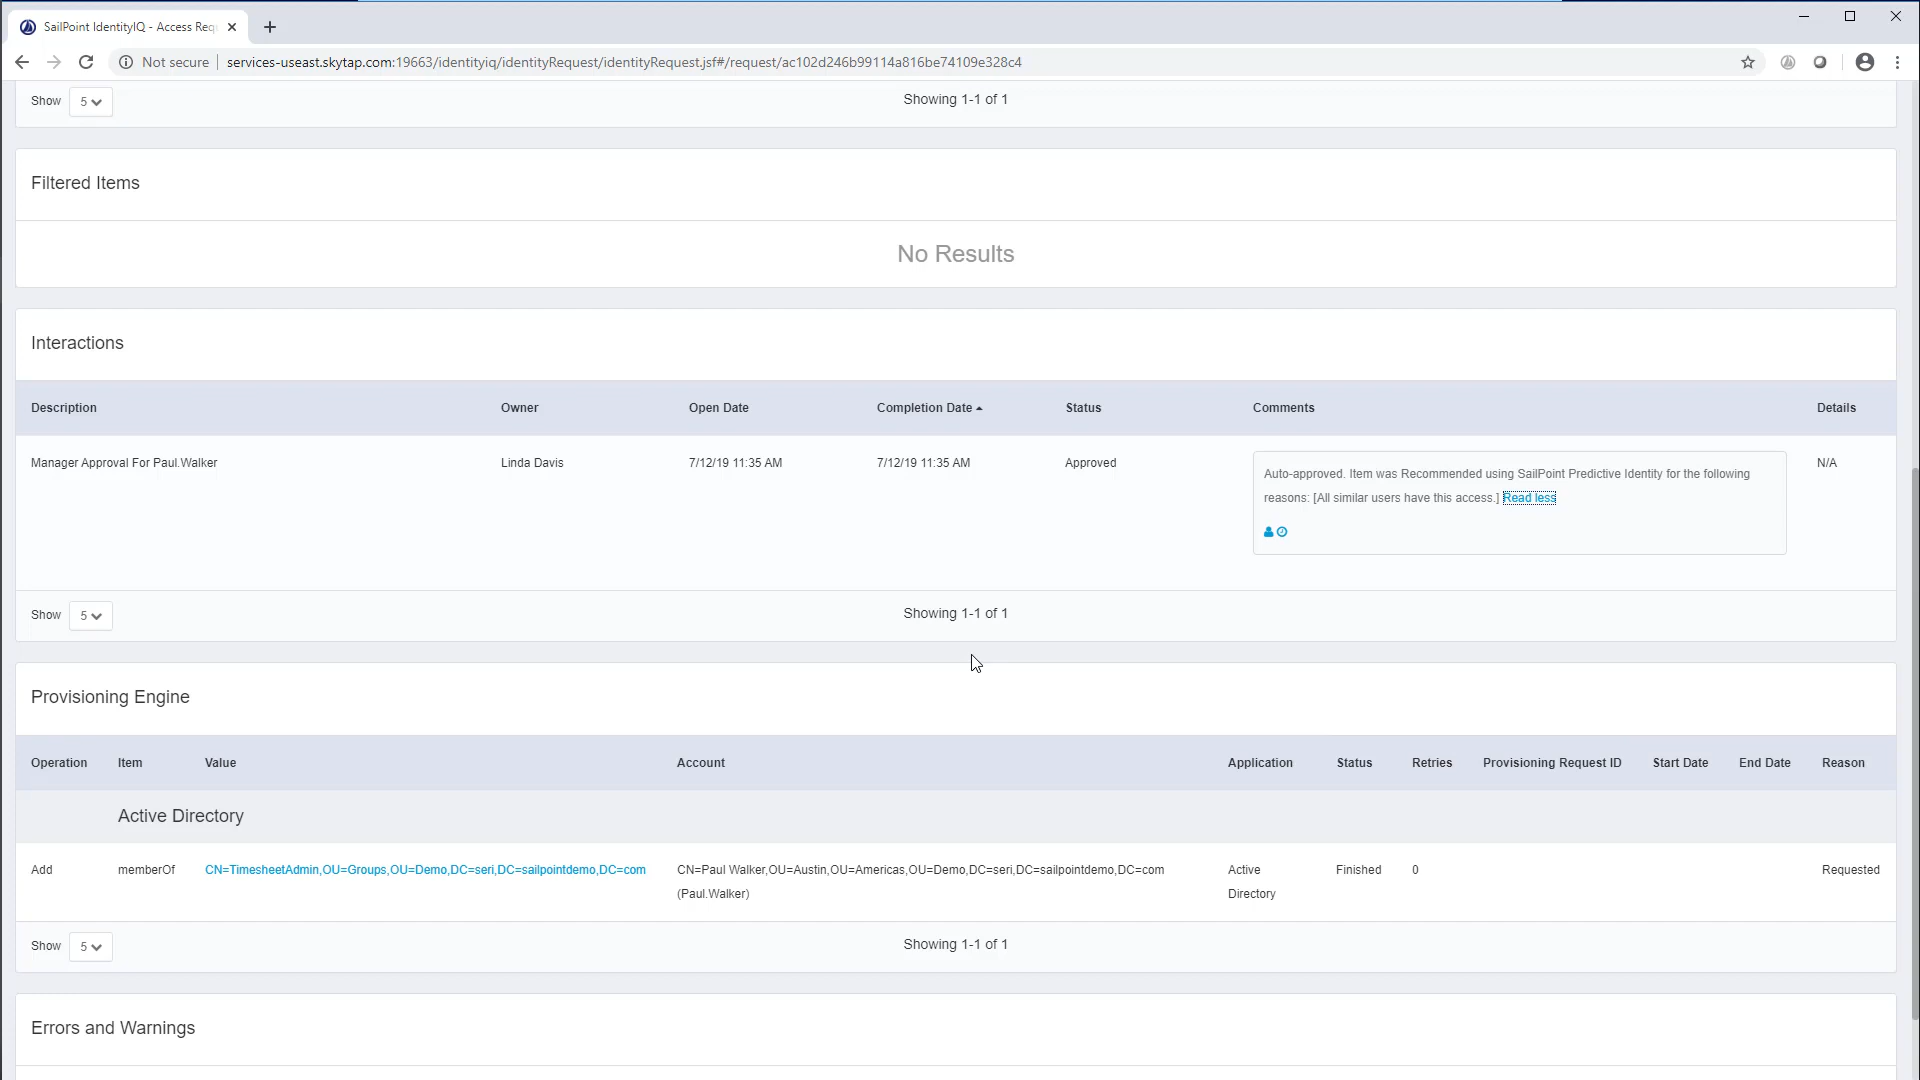 SailPoint IdentityIQ - Access Req
Not secure
services-useast.skytap.com:19663/identityiq/identityRequest/identityRequest.jsf#/request/ac102d246b99114a816be74109e328c4
Show 5 Showing 1-1 of 1
Filtered Items
No Results
Interactions
Description Owner Open Date Completion Date Status Comments Details
Manager Approval For Paul.Walker Linda Davis 7/12/19 11:35 AM 7/12/19 11:35 AM Approved Auto-approved. Item was Recommended using SailPoint Predictive Identity for the following N/A
reasons: [All similar users have this access.] Read less
Show 5 Showing 1-1 of 1
Provisioning Engine
Operation Item Value Account Application Status Retries Provisioning Request ID Start Date End Date Reason
Active Directory
Add memberOf CN=TimesheetAdmin,OU=Groups,OU=Demo,DC=seri,DC=sailpointdemo,DC=com CN=Paul Walker,OU=Austin,OU=Americas,OU=Demo,DC=seri,DC=sailpointdemo,DC=com Active Finished 0 Requested
(Paul.Walker) Directory
Show 5 Showing 1-1 of 1
Errors and Warnings